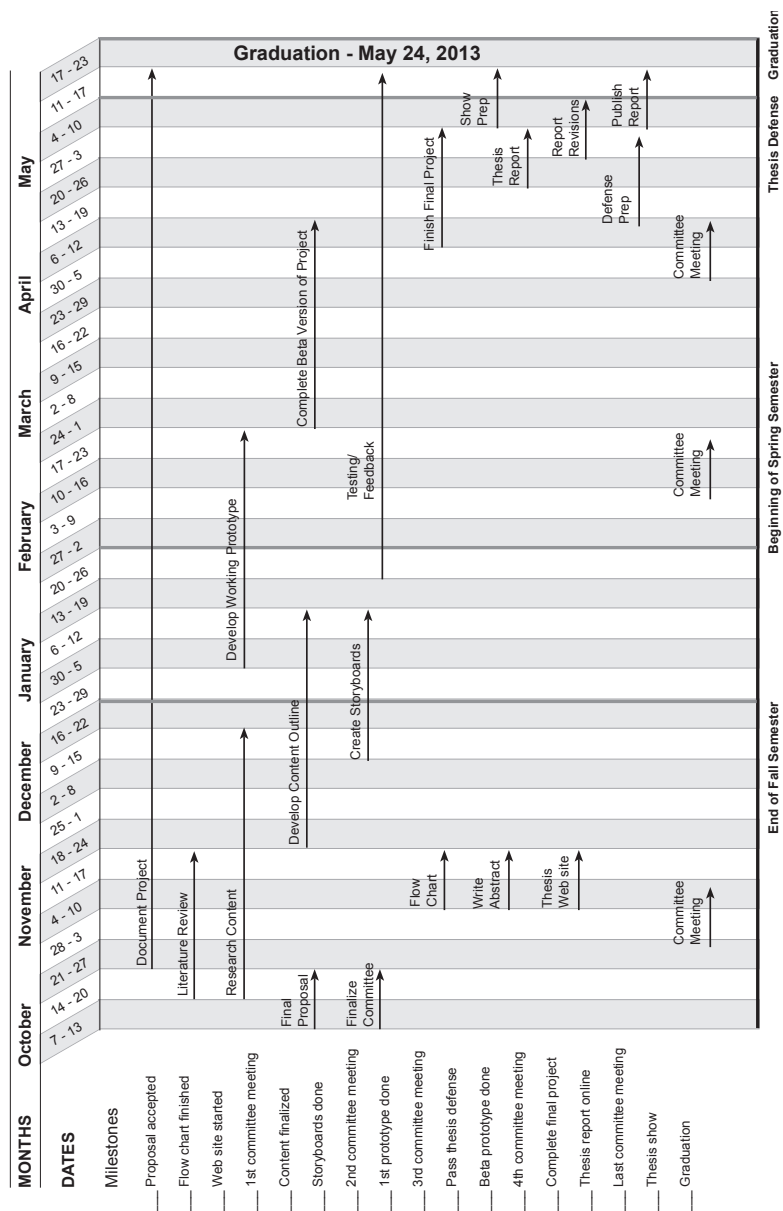 MONTHS
October
November
December
January
February
March
April
May
DATES
7 - 13
14 - 20
21 - 27
28 - 3
4 - 10
11 - 17
18 - 24
25 - 1
2 - 8
9 - 15
16 - 22
23 - 29
30 - 5
6 - 12
13 - 19
20 - 26
27 - 2
3 - 9
10 - 16
17 - 23
24 - 1
2 - 8
9 - 15
16 - 22
23 - 29
30 - 5
6 - 12
13 - 19
20 - 26
27 - 3
4 - 10
11 - 17
17 - 23
Milestones
Proposal accepted
Flow chart finished
Web site started
1st committee meeting
Content finalized
Storyboards done
2nd committee meeting
1st prototype done
3rd committee meeting
Pass thesis defense
Beta prototype done
4th committee meeting
Complete final project
Thesis report online
Last committee meeting
Thesis show
Graduation
Document Project
Literature Review
Research Content
Develop Working Prototype
Final
Proposal
Develop Content Outline
Complete Beta Version of Project
Finalize
Committee
Create Storyboards
Testing/
Feedback
Flow
Chart
Finish Final Project
Write
Abstract
Show
Prep
Thesis
Report
Thesis
Web site
Report
Revisions
Defense
Prep
Publish
Report
Committee
Meeting
Committee
Meeting
Committee
Meeting
Graduation - May 24, 2013
End of Fall Semester
Beginning of Spring Semester
Thesis Defense
Graduation